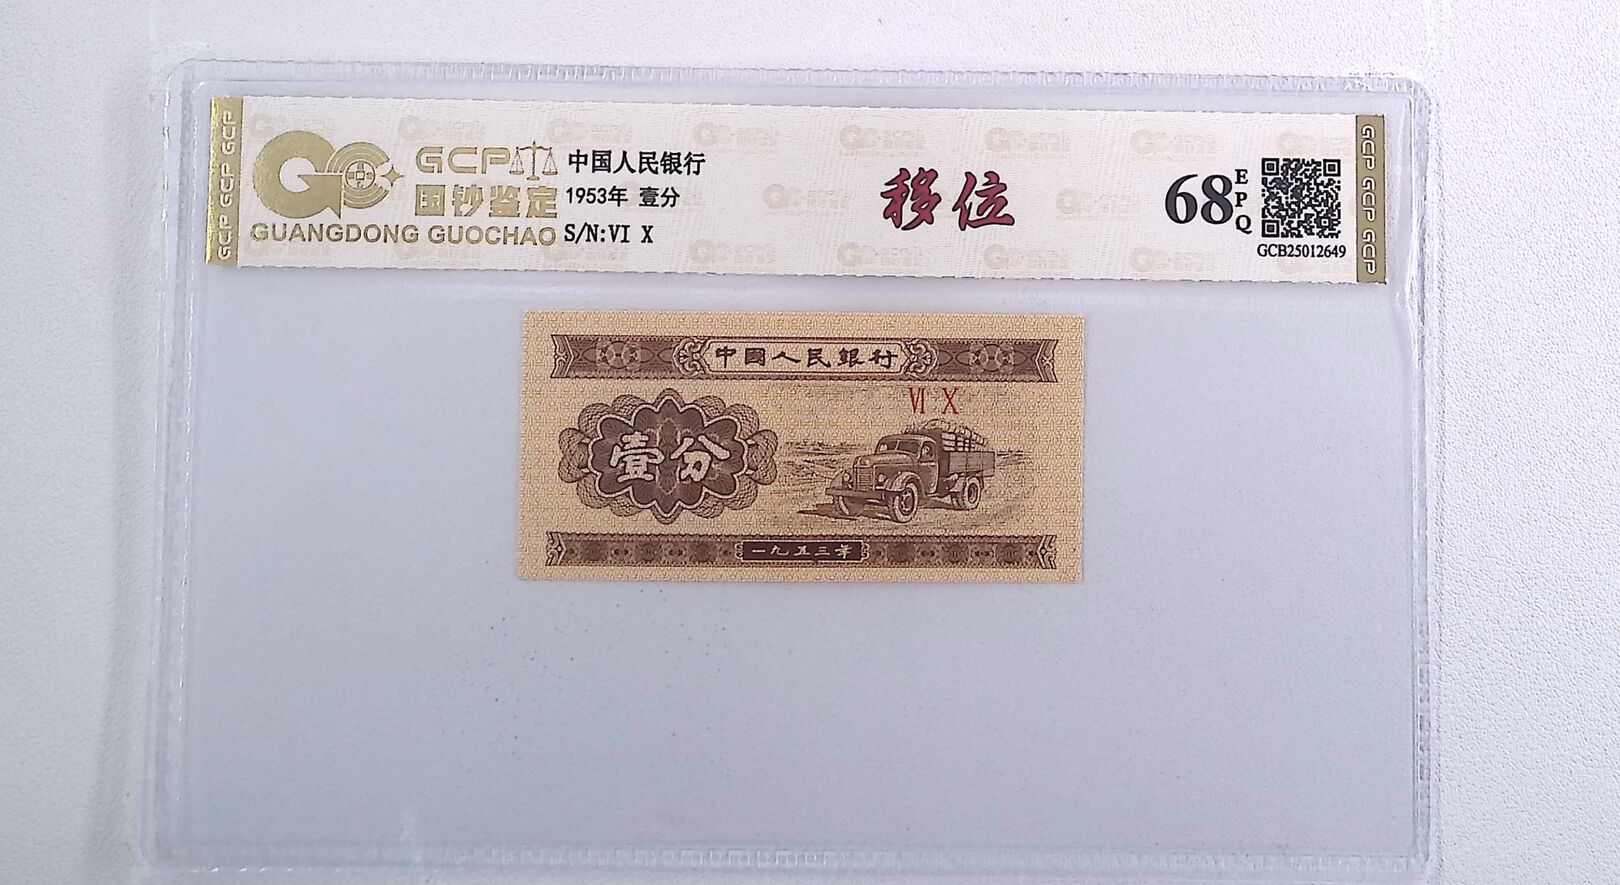 GCP GCP GCP
GCP
国钞鉴定
GUANGDONG GUOCHAO
中国人民银行
1953年 壹分
S/N:VI X
移位
68
EPQ
GCB25012649
GCP GCP GCP
中國人民銀行
VI X
壹分
一九五三年